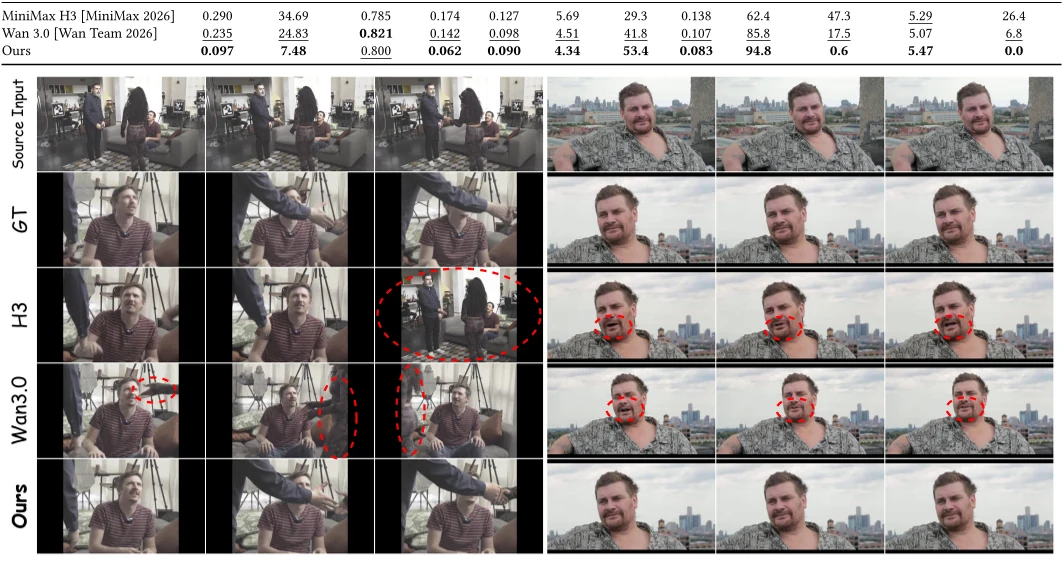 MiniMax H3 [MiniMax 2026] 0.290 34.69 0.785 0.174 0.127 5.69 29.3 0.138 62.4 47.3 5.29 26.4
Wan 3.0 [Wan Team 2026] 0.235 24.83 0.821 0.142 0.098 4.51 41.8 0.107 85.8 17.5 5.07 6.8
Ours 0.097 7.48 0.800 0.062 0.090 4.34 53.4 0.083 94.8 0.6 5.47 0.0
Source Input
GT
H3
Wan3.0
Ours